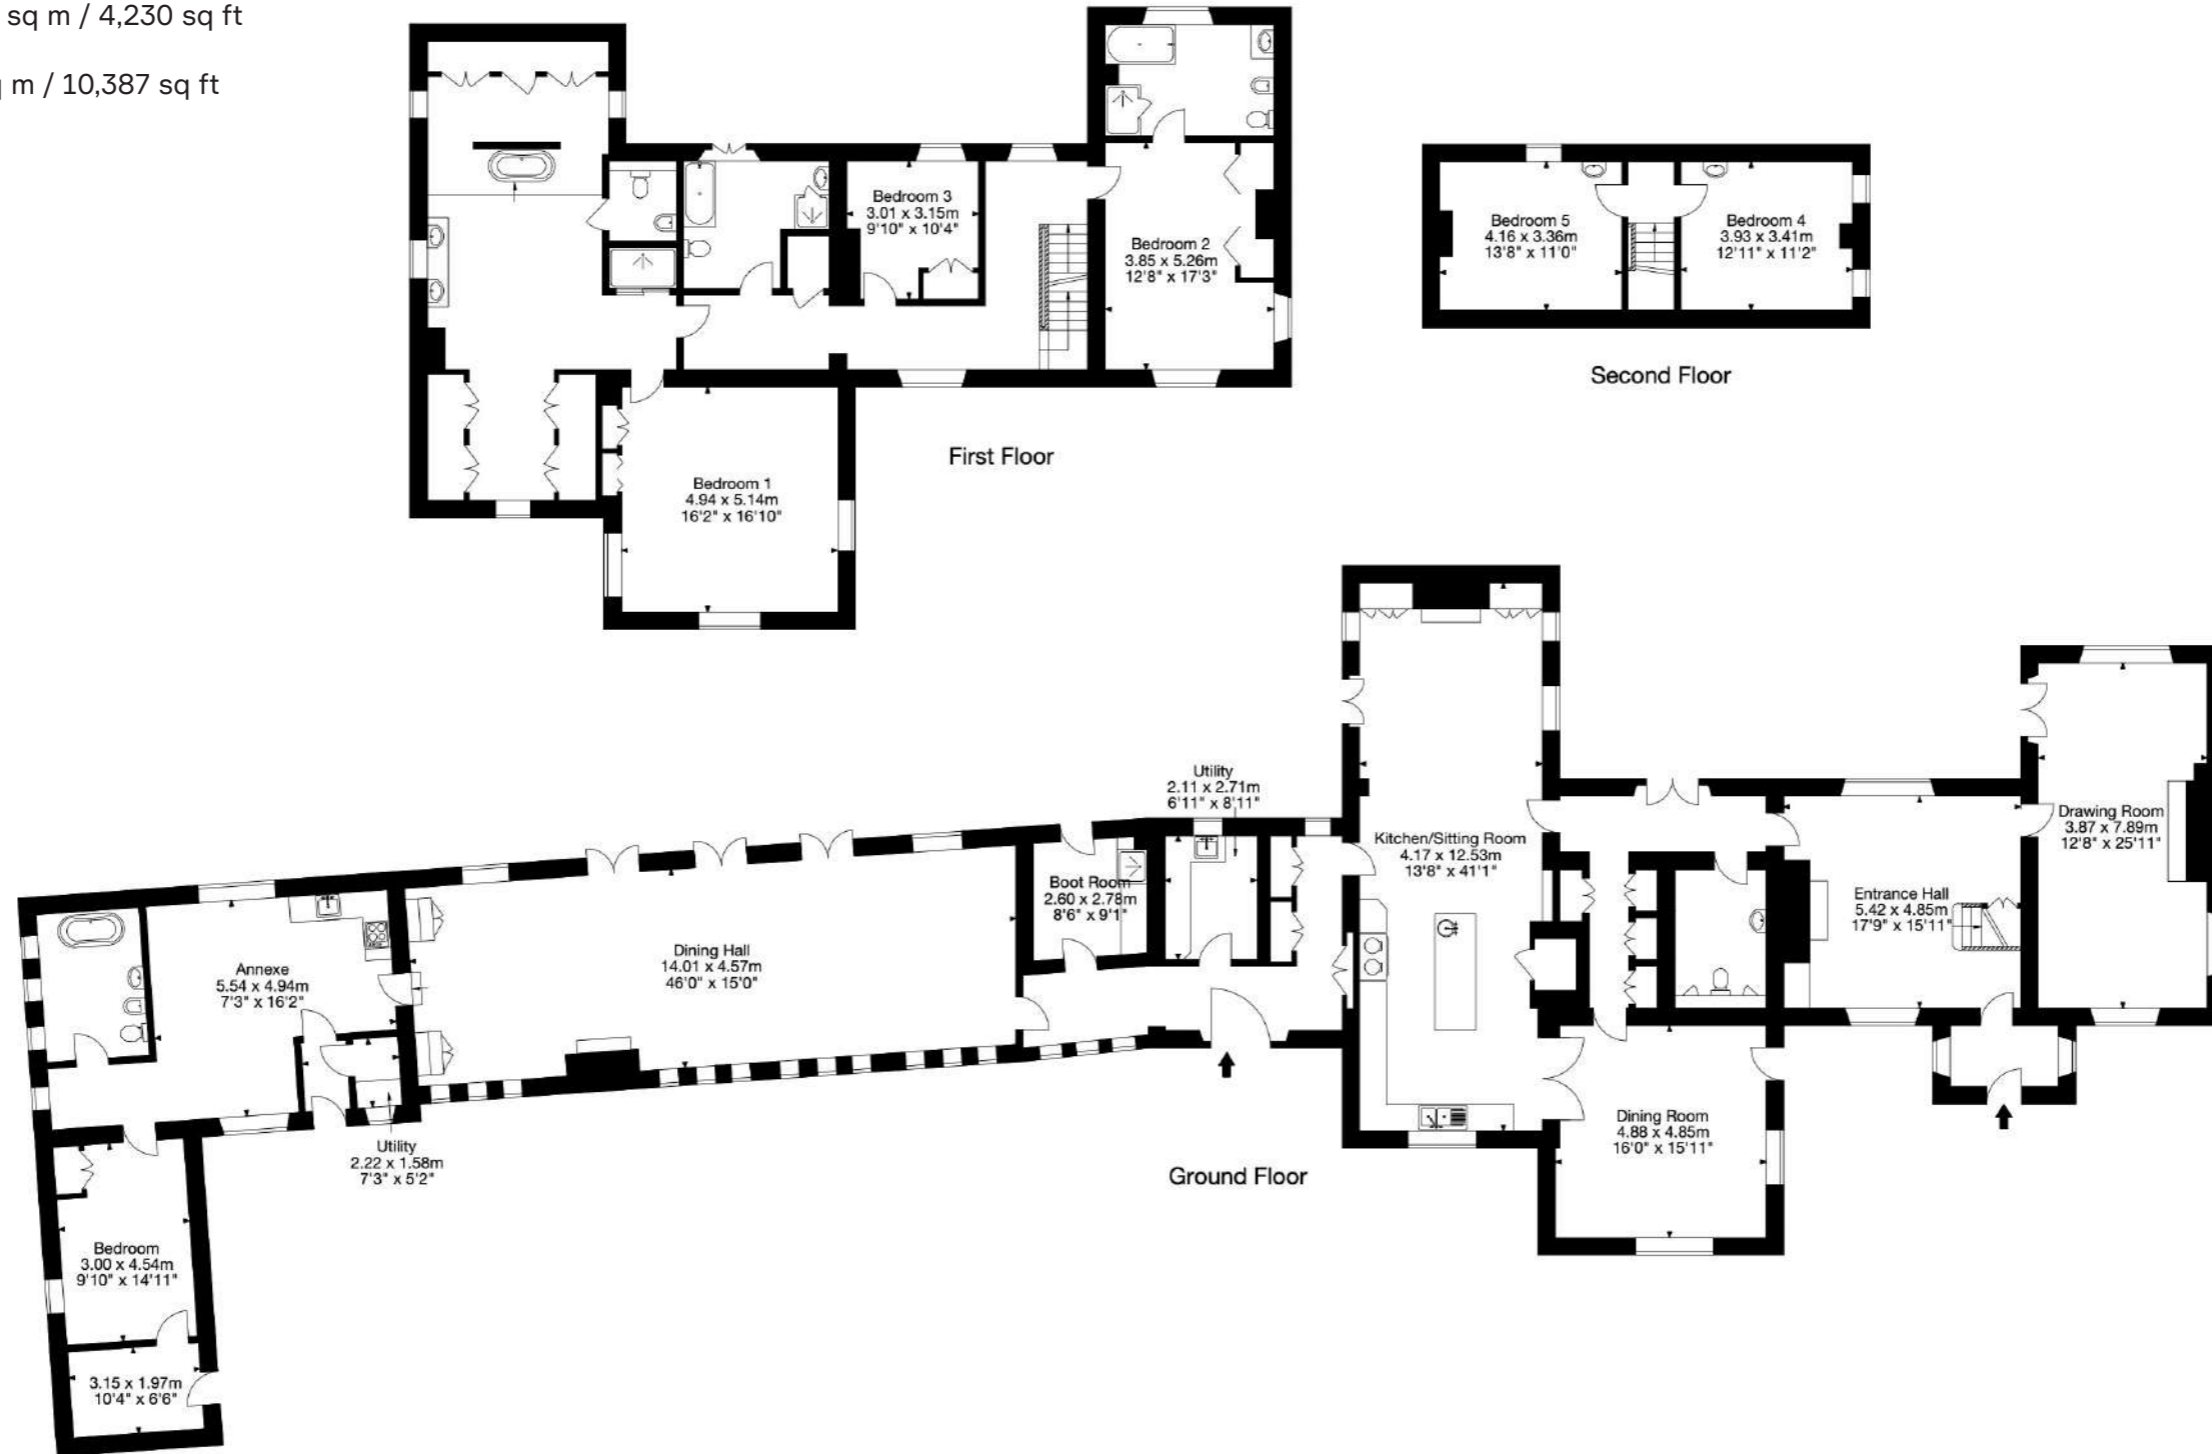 sq m / 4,230 sq ft
m / 10,387 sq ft
Bedroom 3
3.01 x 3.15m
9'10" x 10'4"
Bedroom 2
3.85 x 5.26m
12'8" x 17'3"
Bedroom 1
4.94 x 5.14m
16'2" x 16'10"
First Floor
Bedroom 5
4.16 x 3.36m
13'8" x 11'0"
Bedroom 4
3.93 x 3.41m
12'11" x 11'2"
Second Floor
Utility
2.11 x 2.71m
6'11" x 8'11"
Kitchen/Sitting Room
4.17 x 12.53m
13'8" x 41'1"
Drawing Room
3.87 x 7.89m
12'8" x 25'11"
Entrance Hall
5.42 x 4.85m
17'9" x 15'11"
Boot Room
2.60 x 2.78m
8'6" x 9'1"
Dining Hall
14.01 x 4.57m
46'0" x 15'0"
Annexe
5.54 x 4.94m
7'3" x 16'2"
Utility
2.22 x 1.58m
7'3" x 5'2"
Dining Room
4.88 x 4.85m
16'0" x 15'11"
Ground Floor
Bedroom
3.00 x 4.54m
9'10" x 14'11"
3.15 x 1.97m
10'4" x 6'6"